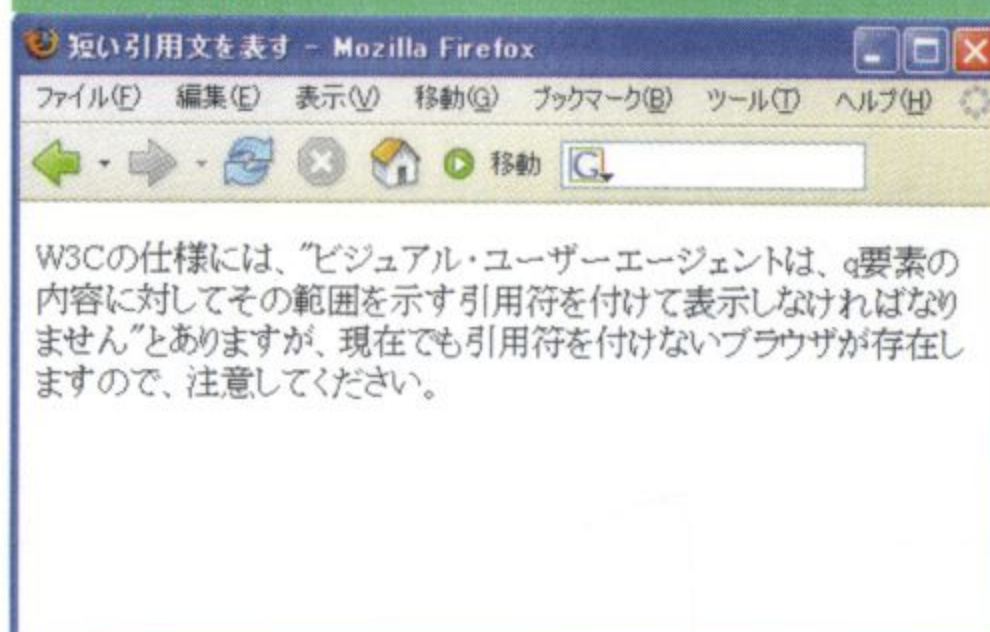 短い引用文を表す - Mozilla Firefox
ファイル(F) 編集(E) 表示(V) 移動(G) ブックマーク(B) ツール(T) ヘルプ(H)
移動 G
W3Cの仕様には、"ビジュアル・ユーザーエージェントは、q要素の
内容に対してその範囲を示す引用符を付けて表示しなければなり
ません"とありますが、現在でも引用符を付けないブラウザが存在し
ますので、注意してください。